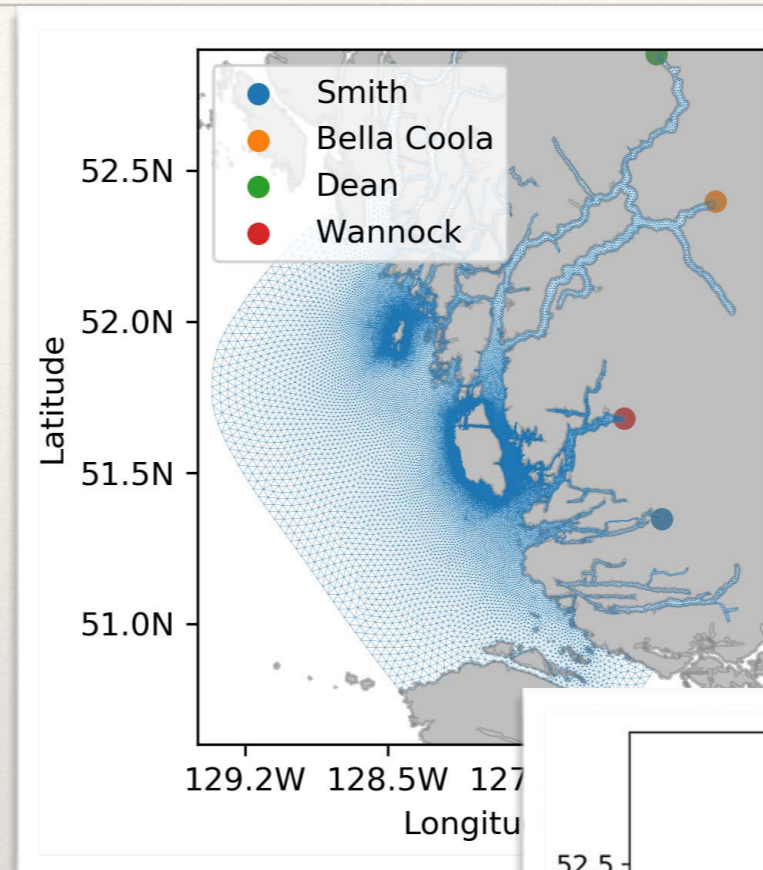 Smith
Bella Coola
Dean
Wannock
52.5N
52.0N
51.5N
51.0N
Latitude
129.2W 128.5W 127
Longitu
52.5